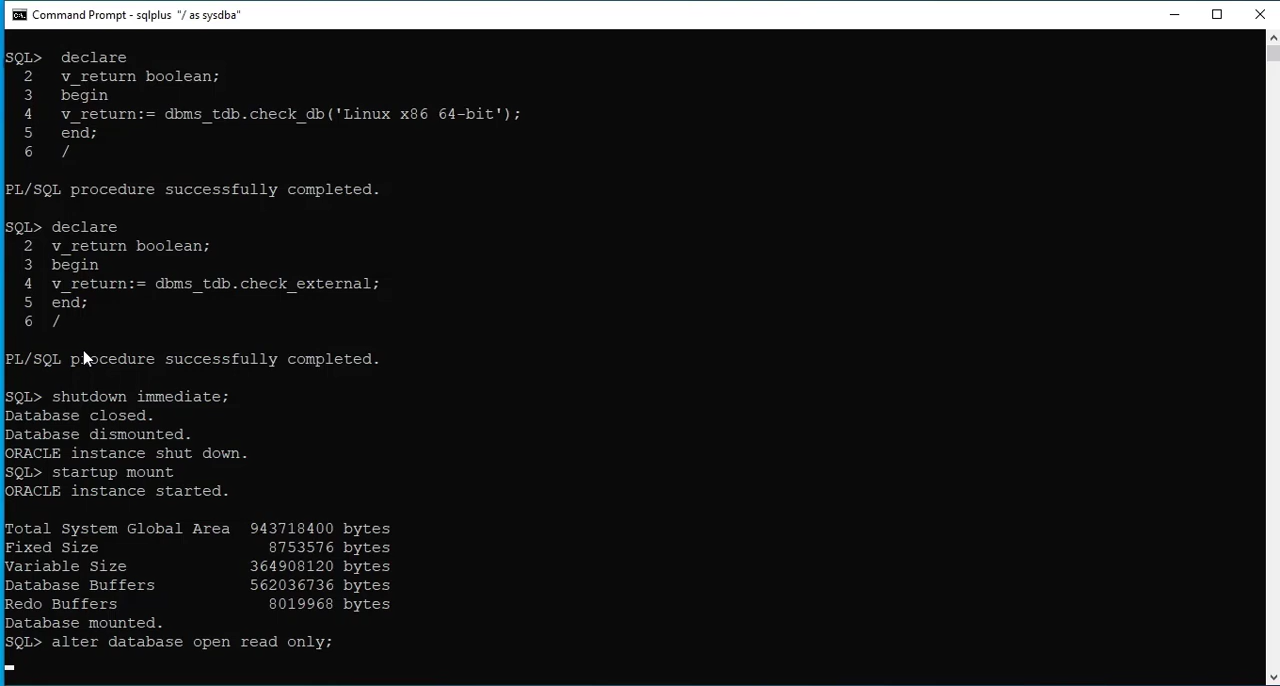 Command Prompt - sqlplus "/ as sysdba"
SQL>  declare
  2   v_return boolean;
  3   begin
  4   v_return:= dbms_tdb.check_db('Linux x86 64-bit');
  5   end;
  6   /
PL/SQL procedure successfully completed.
SQL> declare
  2  v_return boolean;
  3  begin
  4  v_return:= dbms_tdb.check_external;
  5  end;
  6  /
PL/SQL procedure successfully completed.
SQL> shutdown immediate;
Database closed.
Database dismounted.
ORACLE instance shut down.
SQL> startup mount
ORACLE instance started.
Total System Global Area  943718400 bytes
Fixed Size                  8753576 bytes
Variable Size             364908120 bytes
Database Buffers          562036736 bytes
Redo Buffers                8019968 bytes
Database mounted.
SQL> alter database open read only;